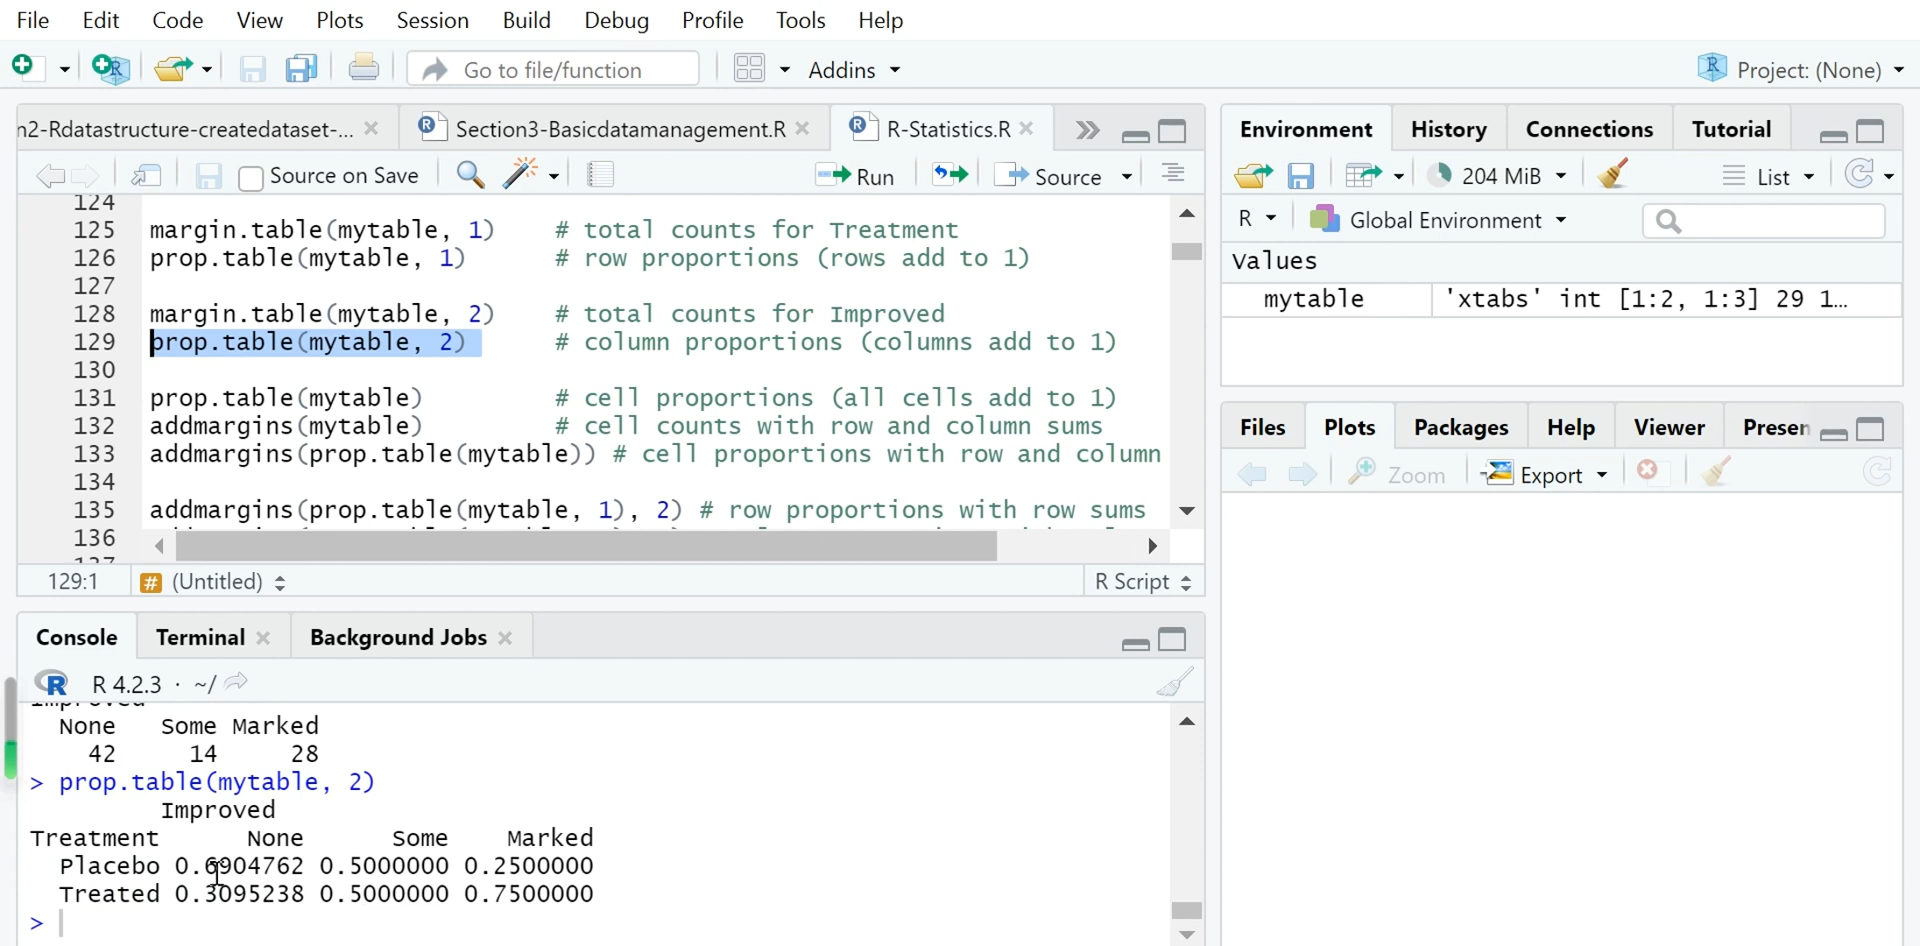 File Edit Code View Plots Session Build Debug Profile Tools Help
Go to file/function Addins Project: (None)
n2-Rdatastructure-createdataset-... Section3-Basicdatamanagement.R R-Statistics.R
Source on Save Run Source
124
125 margin.table(mytable, 1) # total counts for Treatment
126 prop.table(mytable, 1) # row proportions (rows add to 1)
127
128 margin.table(mytable, 2) # total counts for Improved
129 prop.table(mytable, 2) # column proportions (columns add to 1)
130
131 prop.table(mytable) # cell proportions (all cells add to 1)
132 addmargins(mytable) # cell counts with row and column sums
133 addmargins(prop.table(mytable)) # cell proportions with row and column
134
135 addmargins(prop.table(mytable, 1), 2) # row proportions with row sums
136
137
129:1 # (Untitled) R Script
Console Terminal Background Jobs
R 4.2.3 · ~/
Improved
None Some Marked
42 14 28
> prop.table(mytable, 2)
Improved
Treatment None Some Marked
Placebo 0.6904762 0.5000000 0.2500000
Treated 0.3095238 0.5000000 0.7500000
>
Environment History Connections Tutorial
204 MiB List
R Global Environment
values
mytable 'xtabs' int [1:2, 1:3] 29 1...
Files Plots Packages Help Viewer Presen
Zoom Export